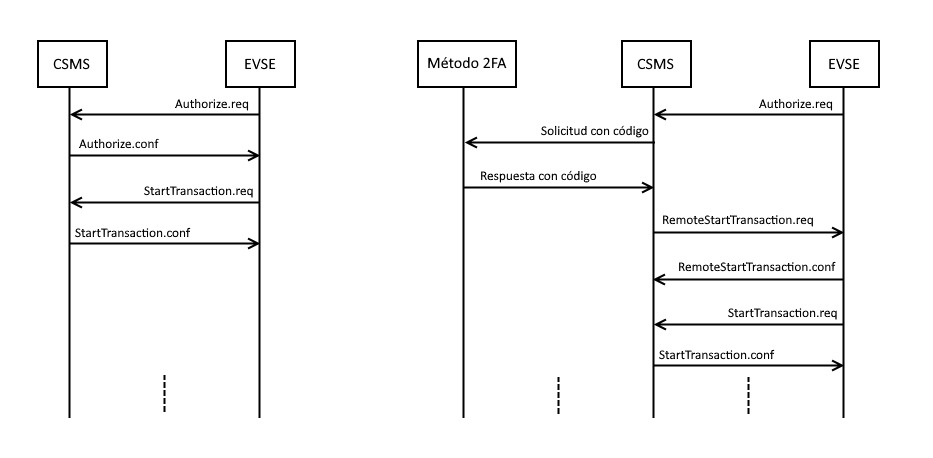 CSMS
EVSE
Authorize.req
Authorize.conf
StartTransaction.req
StartTransaction.conf
Método 2FA
CSMS
EVSE
Authorize.req
Solicitud con código
Respuesta con código
RemoteStartTransaction.req
RemoteStartTransaction.conf
StartTransaction.req
StartTransaction.conf